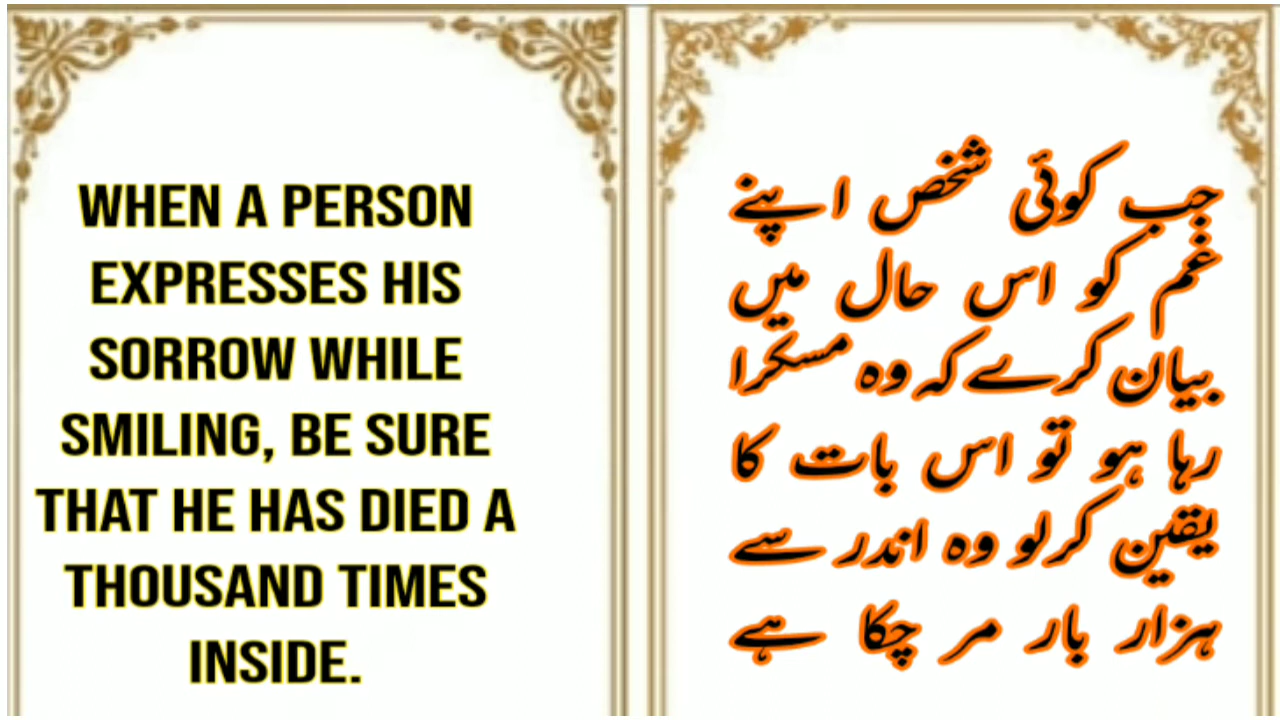 WHEN A PERSON
EXPRESSES HIS
SORROW WHILE
SMILING, BE SURE
THAT HE HAS DIED A
THOUSAND TIMES
INSIDE.
جب کوئی شخص اپنے
غم کو اس حال میں
بیان کرے کہ وہ مسکرا
رہا ہو تو اس بات کا
یقین کرلو وہ اندر سے
ہزار بار مر چکا ہے